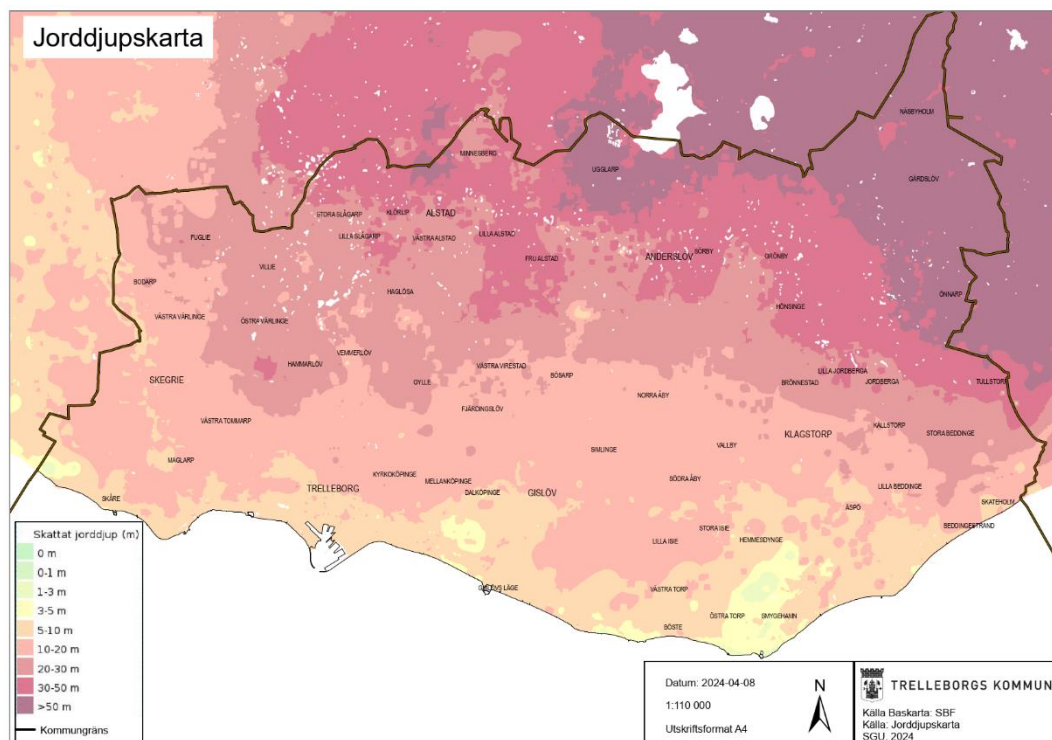 Jorddjupskarta
NÄSBYHOLM
MINNESBERG
UGGLARP
GÄRDSLÖV
STORA SLÅGARP
KLÖRUP
ALSTAD
FUGLIE
LILLA SLÅGARP
VÄSTRA ALSTAD
LILLA ALSTAD
FRU ALSTAD
ANDERSLÖV
SÖRBY
GRÖNBY
VILLIE
BODARP
HAGLÖSA
ÖNNARP
HÖNSINGE
VÄSTRA VÄRLINGE
ÖSTRA VÄRLINGE
HAMMARLÖV
VEMMERLÖV
VÄSTRA VIRESTAD
BÖSARP
SKEGRIE
GYLLE
BRÖNNESTAD
LILLA JORDBERGA
JORDBERGA
TULLSTORP
FJÄRDINGSLÖV
NORRA ÅBY
VÄSTRA TOMMARP
KLAGSTORP
KÄLLSTORP
STORA BEDDINGE
VALLBY
SIMLINGE
MAGLARP
KYRKOKÖPINGE
MELLANKÖPINGE
SÖDRA ÅBY
TRELLEBORG
DALKÖPINGE
GISLÖV
LILLA BEDDINGE
SKÅRE
ÄSPÖ
SKATEHOLM
BEDDINGESTRAND
STORA ISIE
LILLA ISIE
HEMMESDYNGE
GISLÖVS LÄGE
VÄSTRA TORP
ÖSTRA TORP
SMYGEHAMN
BÖSTE
Skattat jorddjup (m)
0 m
0-1 m
1-3 m
3-5 m
5-10 m
10-20 m
20-30 m
30-50 m
>50 m
Kommungräns
Datum: 2024-04-08
1:110 000
Utskriftsformat A4
N
TRELLEBORGS KOMMUN
Källa Baskarta: SBF
Källa: Jorddjupskarta
SGU, 2024